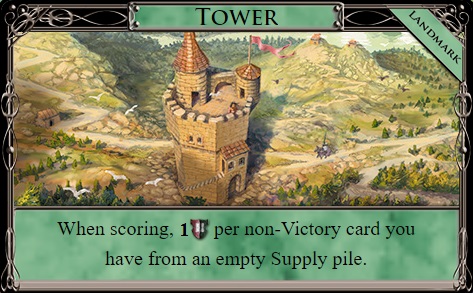 TOWER
LANDMARK
When scoring, 1 per non-Victory card you
have from an empty Supply pile.